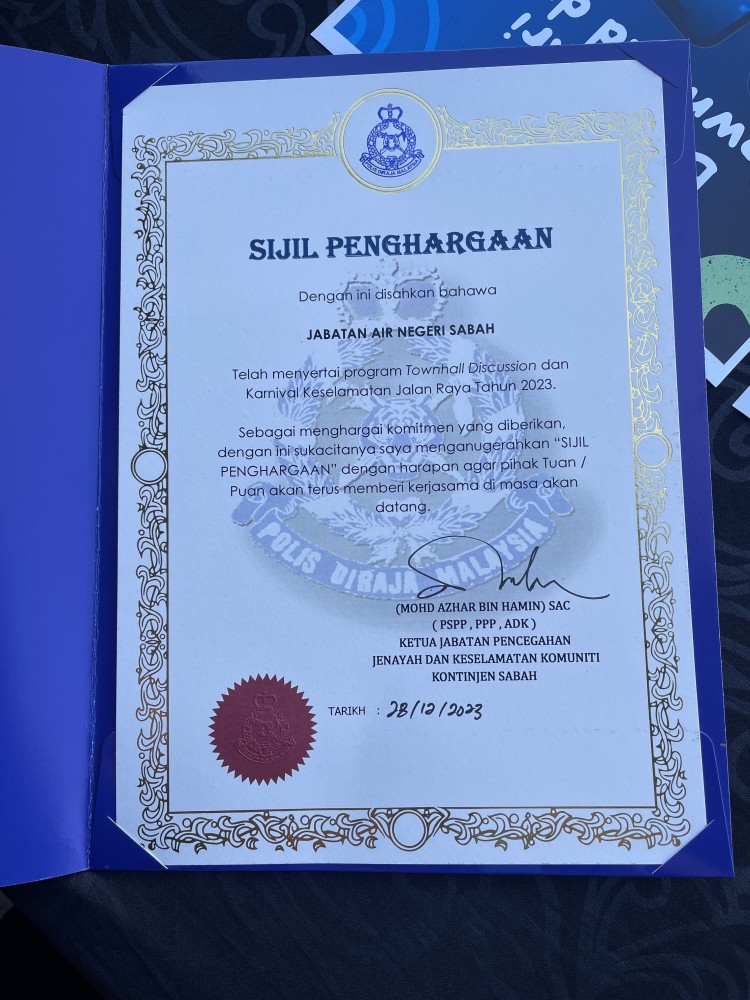 POLIS DIRAJA MALAYSIA
SIJIL PENGHARGAAN
Dengan ini disahkan bahawa
JABATAN AIR NEGERI SABAH
Telah menyertai program Townhall Discussion dan
Karnival Keselamatan Jalan Raya Tahun 2023.
Sebagai menghargai komitmen yang diberikan,
dengan ini sukacitanya saya menganugerahkan “SIJIL
PENGHARGAAN” dengan harapan agar pihak Tuan /
Puan akan terus memberi kerjasama di masa akan
datang.
POLIS DIRAJA MALAYSIA
(MOHD AZHAR BIN HAMIN) SAC
( PSPP , PPP , ADK )
KETUA JABATAN PENCEGAHAN
JENAYAH DAN KESELAMATAN KOMUNITI
KONTINJEN SABAH
TARIKH : 28/12/2023